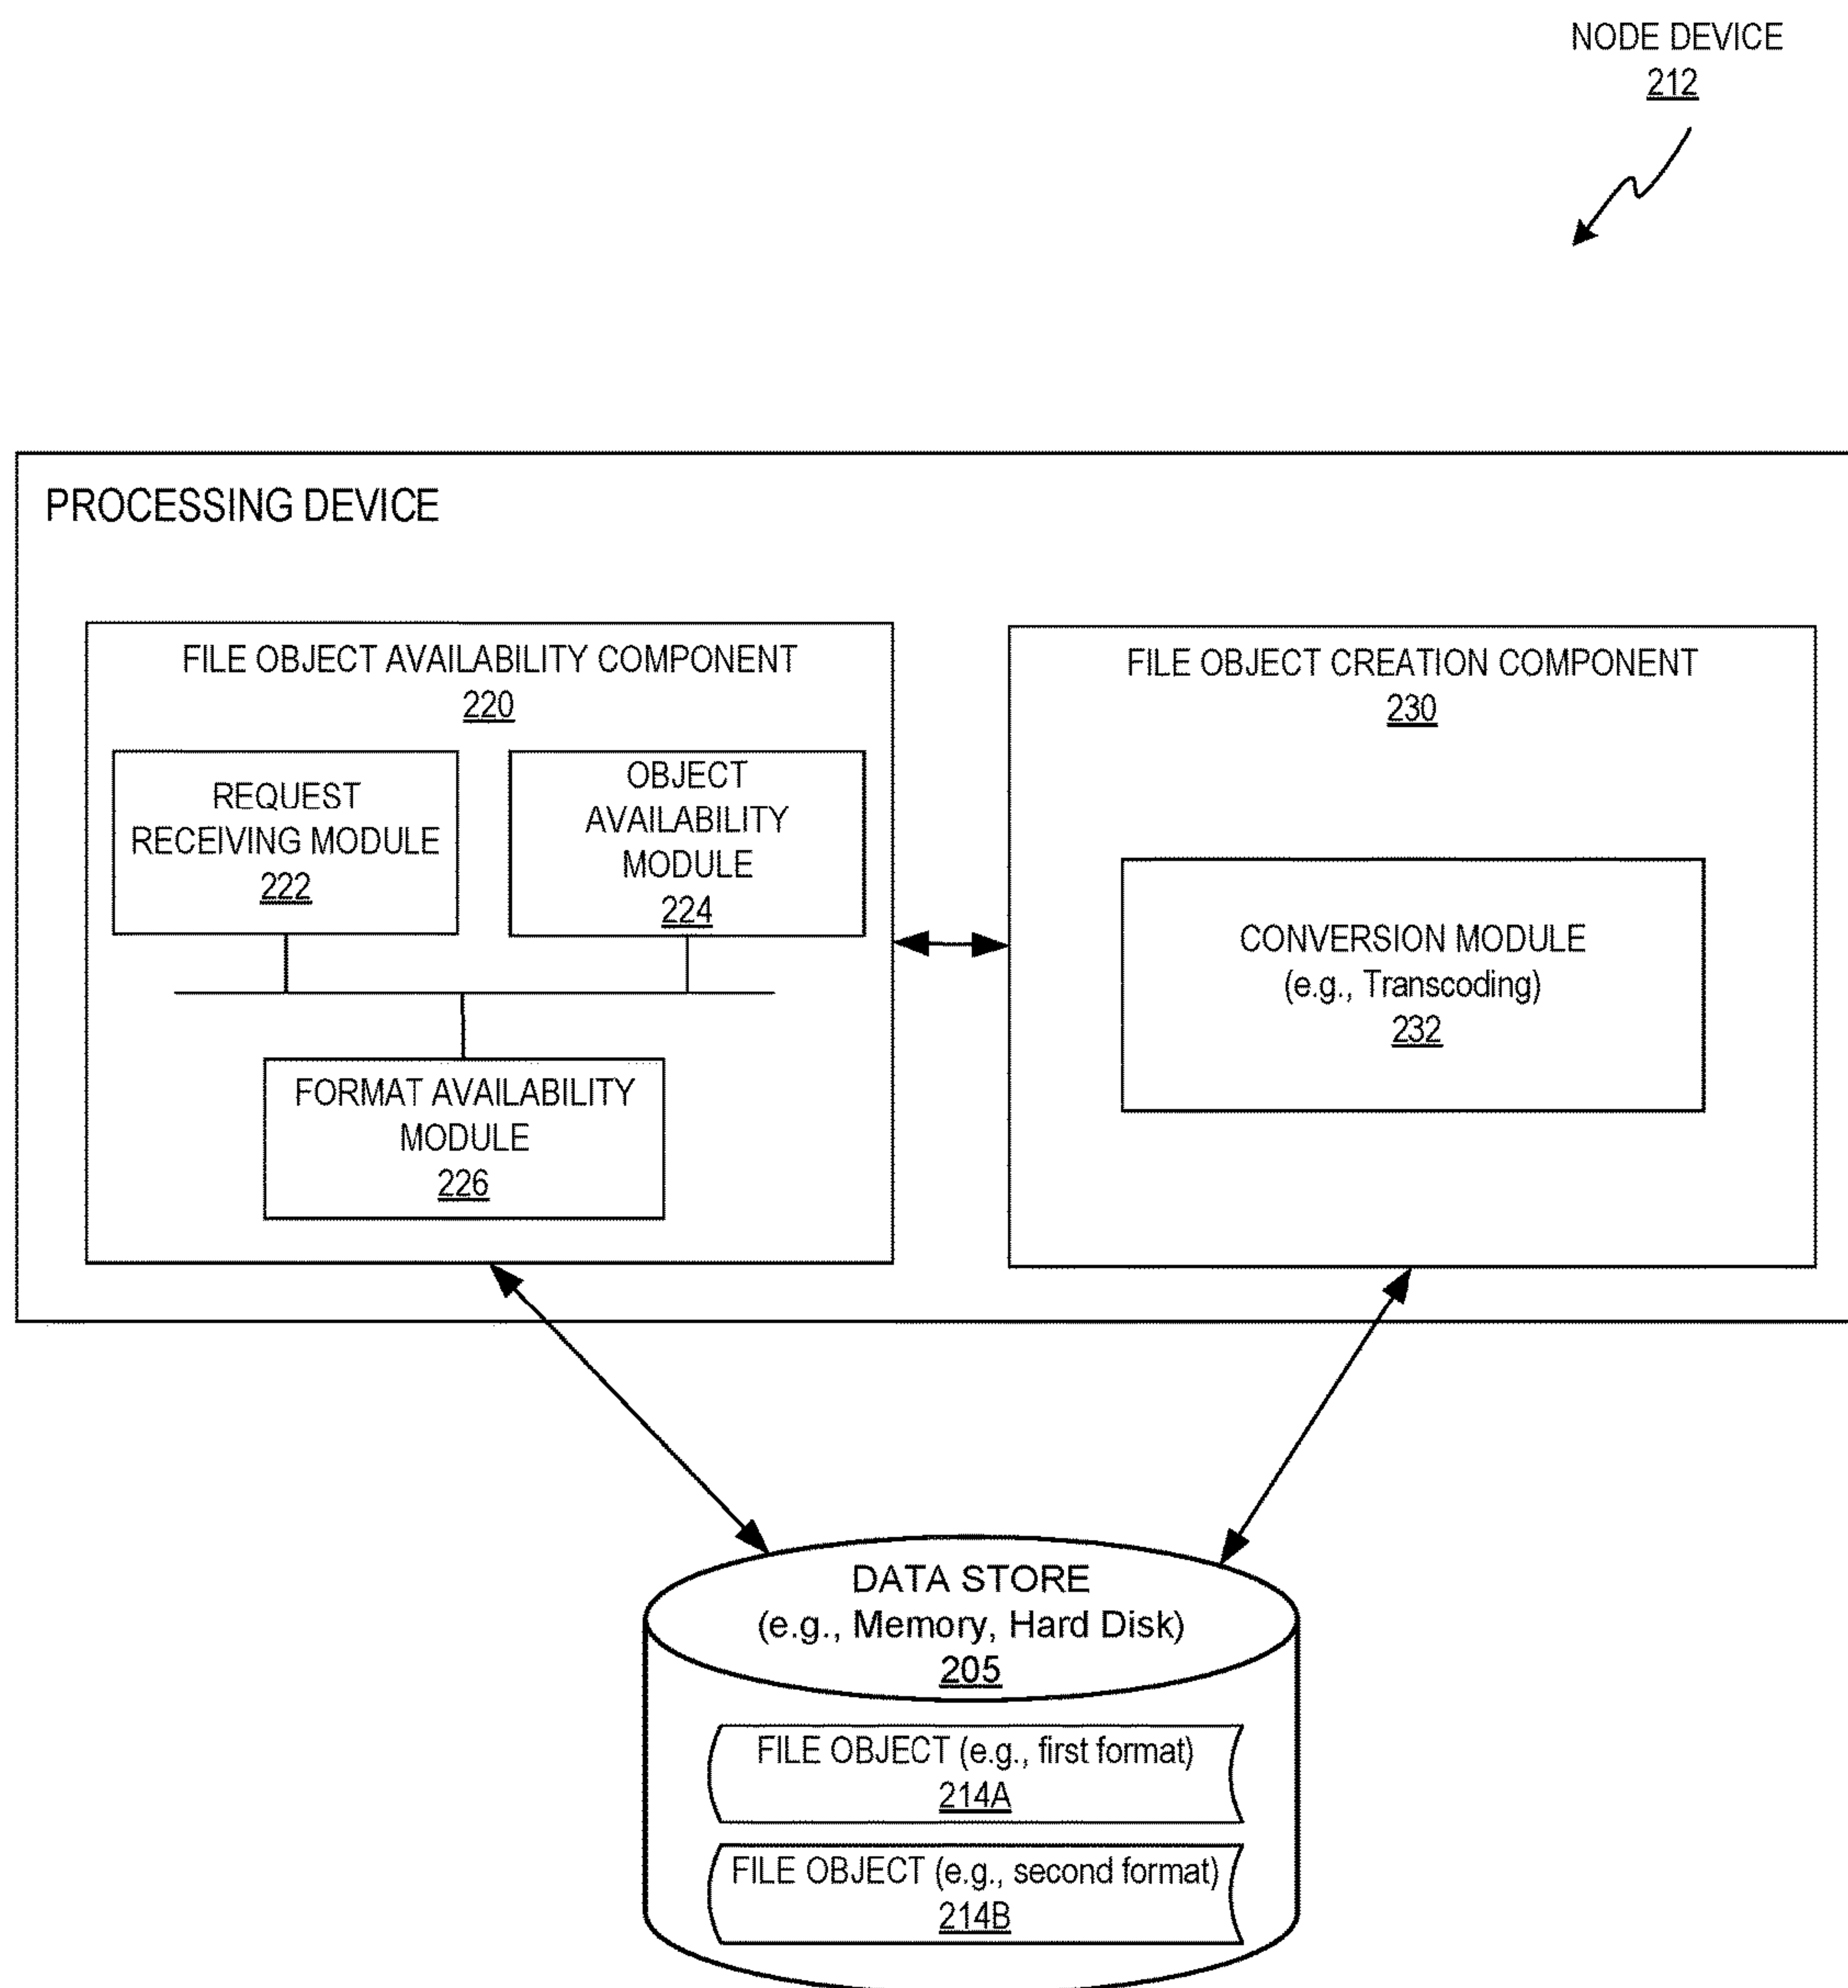 NODE DEVICE
212
PROCESSING DEVICE
FILE OBJECT AVAILABILITY COMPONENT
220
REQUEST
RECEIVING MODULE
222
OBJECT
AVAILABILITY
MODULE
224
FORMAT AVAILABILITY
MODULE
226
FILE OBJECT CREATION COMPONENT
230
CONVERSION MODULE
(e.g., Transcoding)
232
DATA STORE
(e.g., Memory, Hard Disk)
205
FILE OBJECT (e.g., first format)
214A
FILE OBJECT (e.g., second format)
214B